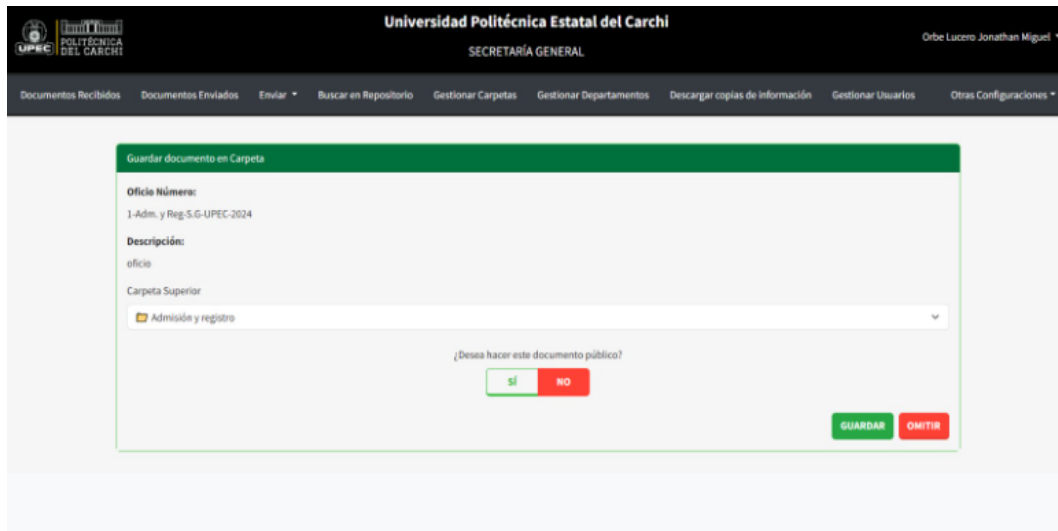 Universidad Politécnica Estatal del Carchi
UPEC
POLITÉCNICA
DEL CARCHI
SECRETARÍA GENERAL
Orbe Lucero Jonathan Miguel
Documentos Recibidos Documentos Enviados Enviar Buscar en Repositorio Gestionar Carpetas Gestionar Departamentos Descargar copias de información Gestionar Usuarios Otras Configuraciones
Guardar documento en Carpeta
Oficio Número:
1-Adm. y Reg-S.G-UPEC-2024
Descripción:
oficio
Carpeta Superior
Admisión y registro
¿Desea hacer este documento público?
SÍ NO
GUARDAR OMITIR